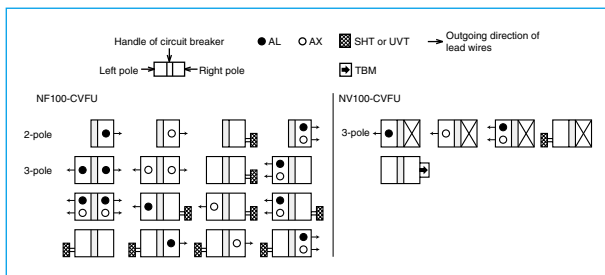 Handle of circuit breaker
AL
AX
SHT or UVT
Outgoing direction of
lead wires
Left pole
Right pole
TBM
NF100-CVFU
NV100-CVFU
2-pole
3-pole
3-pole